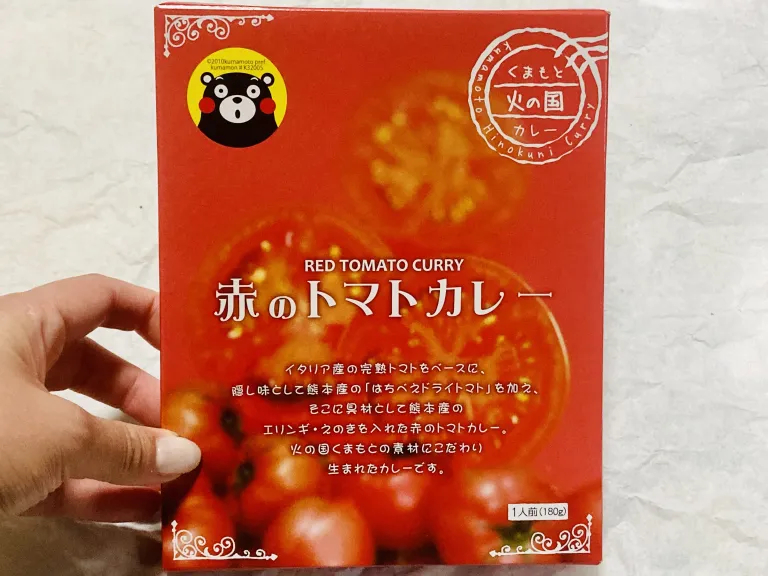 ©2010kumamoto pref.
kumamon #K3200
くまもと
火の国
カレー
Kumamoto Hinokuni Curry
RED TOMATO CURRY
赤のトマトカレー
イタリア産の完熟トマトをベースに、
隠し味として熊本産の「はちべえドライトマト」を加え、
そこに具材として熊本産の
エリンギ・えのきを入れた赤のトマトカレー。
火の国くまもとの素材にこだわり
生まれたカレーです。
1人前(180g)